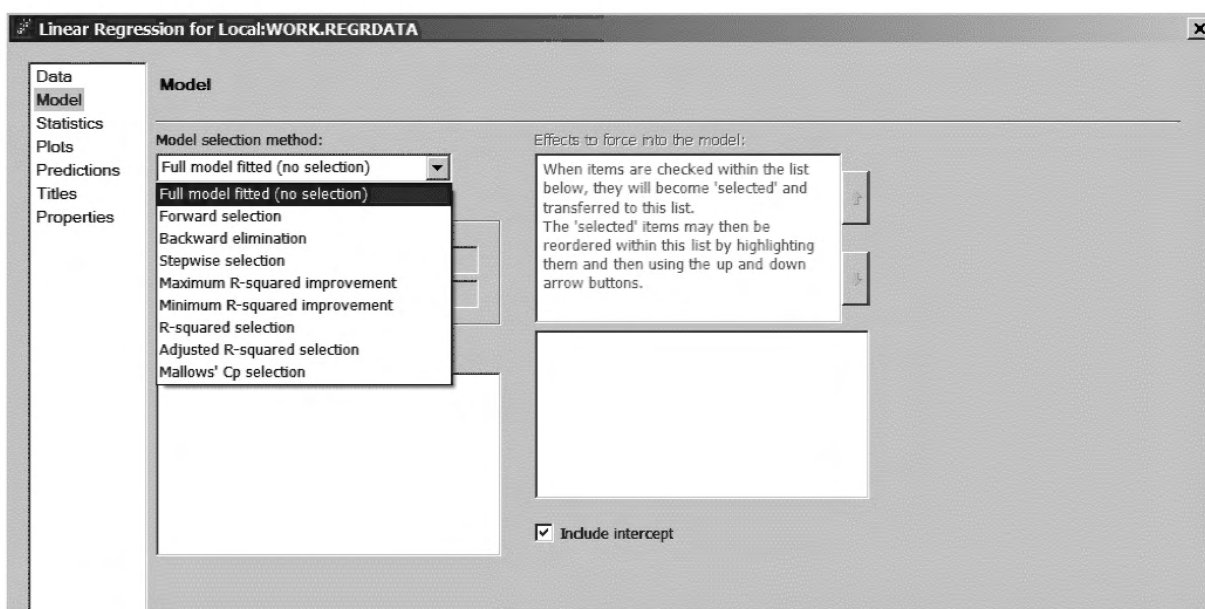 Linear Regression for Local:WORK.REGRDATA
Data
Model
Statistics
Plots
Predictions
Titles
Properties
Model
Model selection method:
Full model fitted (no selection)
Full model fitted (no selection)
Forward selection
Backward elimination
Stepwise selection
Maximum R-squared improvement
Minimum R-squared improvement
R-squared selection
Adjusted R-squared selection
Mallows' Cp selection
Effects to force into the model:
When items are checked within the list
below, they will become 'selected' and
transferred to this list.
The 'selected' items may then be
reordered within this list by highlighting
them and then using the up and down
arrow buttons.
Include intercept